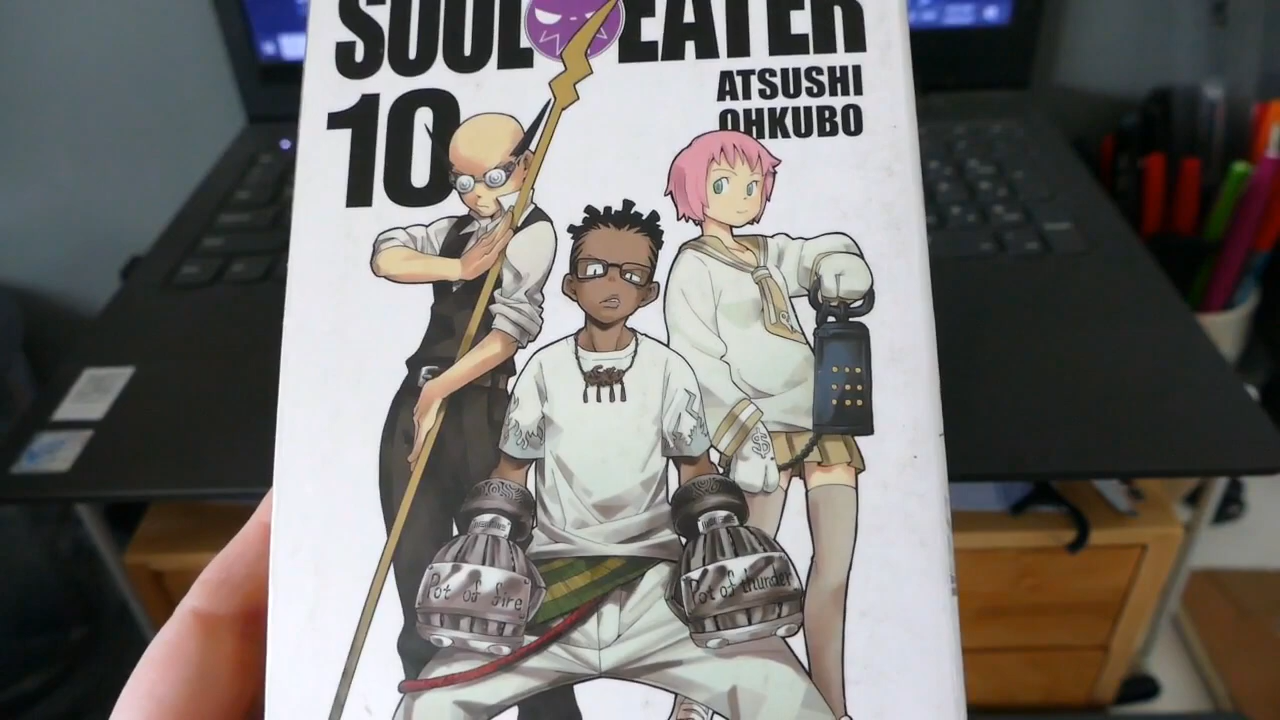 SOUL EATER
ATSUSHI
OHKUBO
10
Pot of fire
Pot of thunder